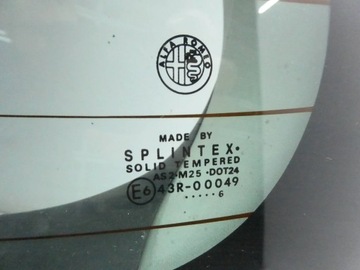 ALFA ROMEO
MADE BY
SPLINTEX•
SOLID TEMPERED
AS2•M25 •DOT24
E6 43R-00049
.....6